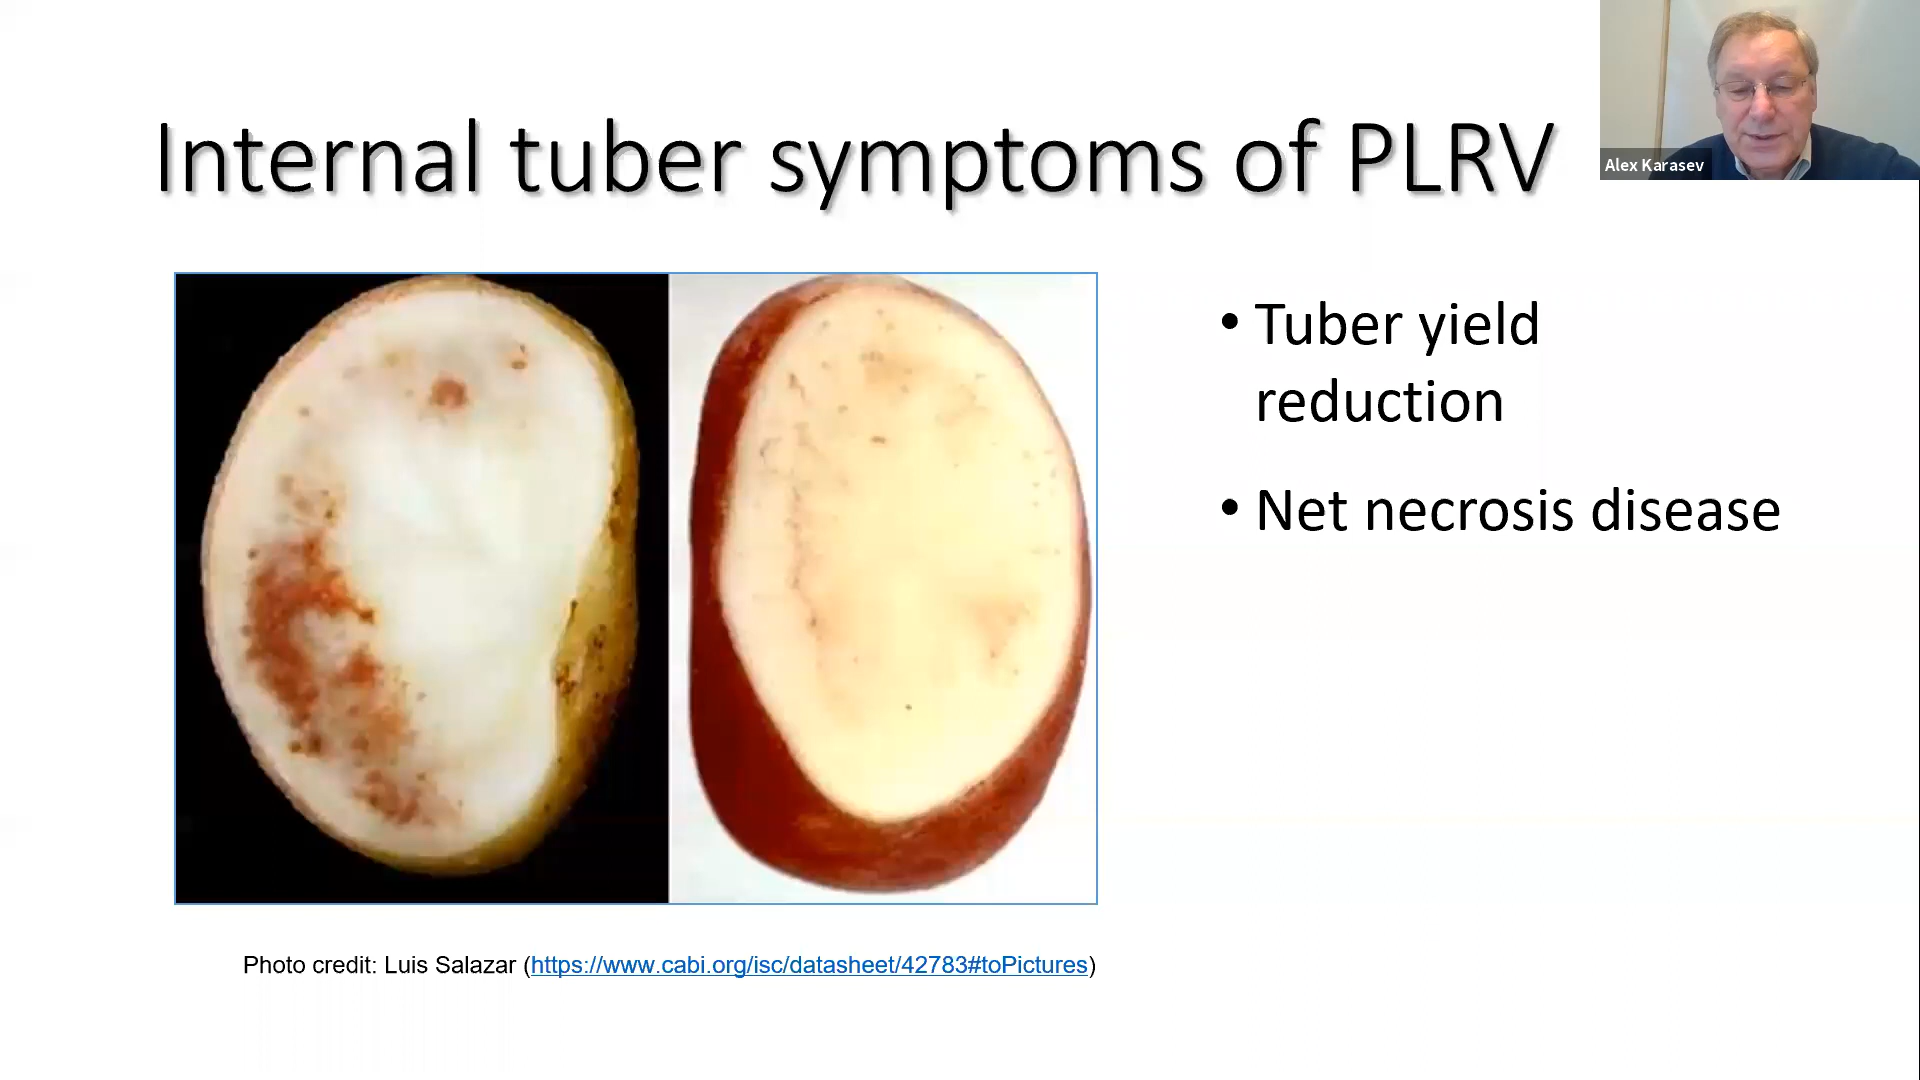 Internal tuber symptoms of PLRV
Alex Karasev
• Tuber yield
reduction
• Net necrosis disease
Photo credit: Luis Salazar (https://www.cabi.org/isc/datasheet/42783#toPictures)